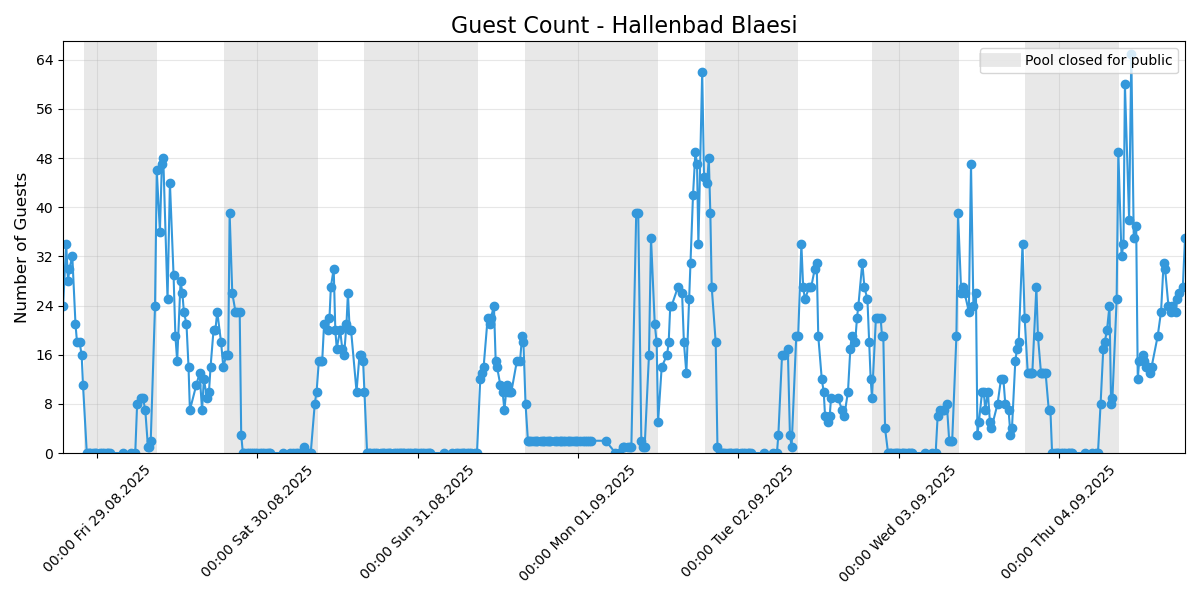 Guest Count - Hallenbad Blaesi
Pool closed for public
Number of Guests
64
56
48
40
32
24
16
8
0
00:00 Fri 29.08.2025
00:00 Sat 30.08.2025
00:00 Sun 31.08.2025
00:00 Mon 01.09.2025
00:00 Tue 02.09.2025
00:00 Wed 03.09.2025
00:00 Thu 04.09.2025